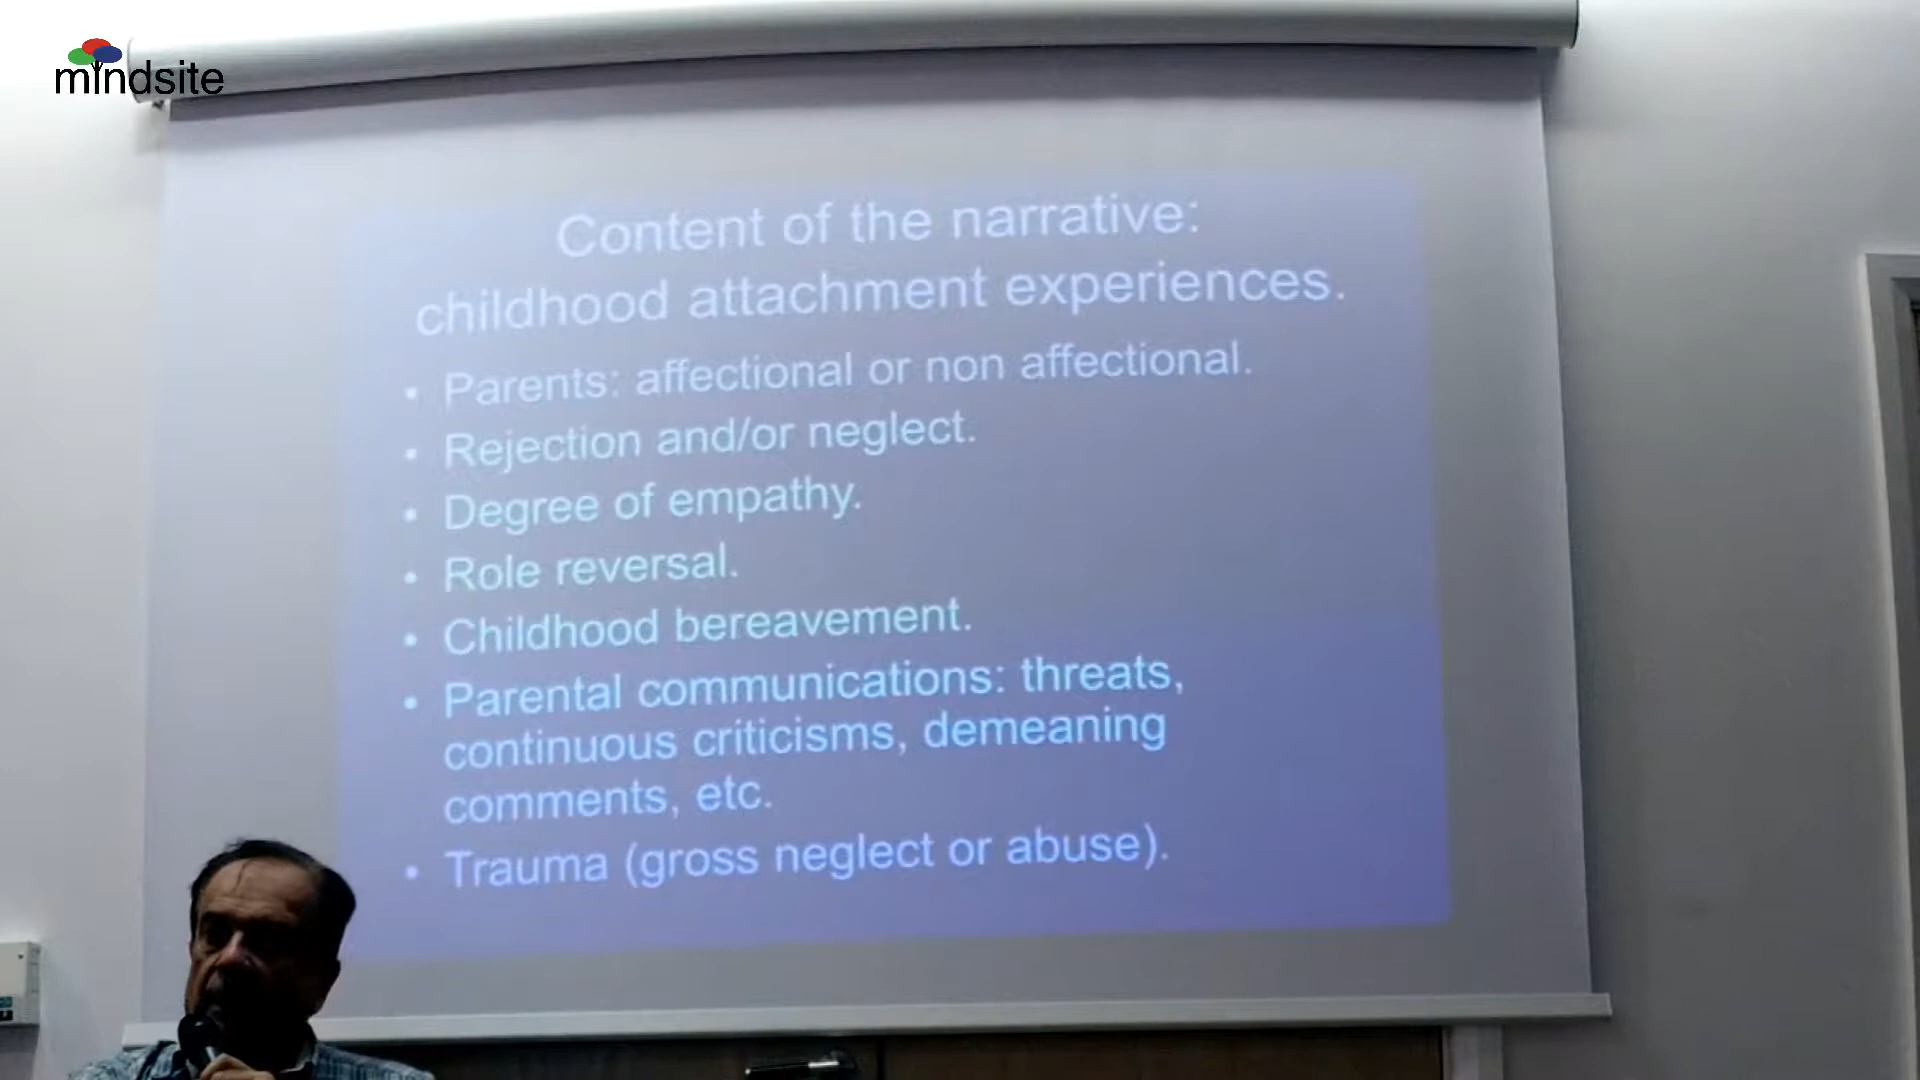 mindsite
Content of the narrative:
childhood attachment experiences.
• Parents: affectional or non affectional.
• Rejection and/or neglect.
• Degree of empathy.
• Role reversal.
• Childhood bereavement.
• Parental communications: threats,
continuous criticisms, demeaning
comments, etc.
• Trauma (gross neglect or abuse).